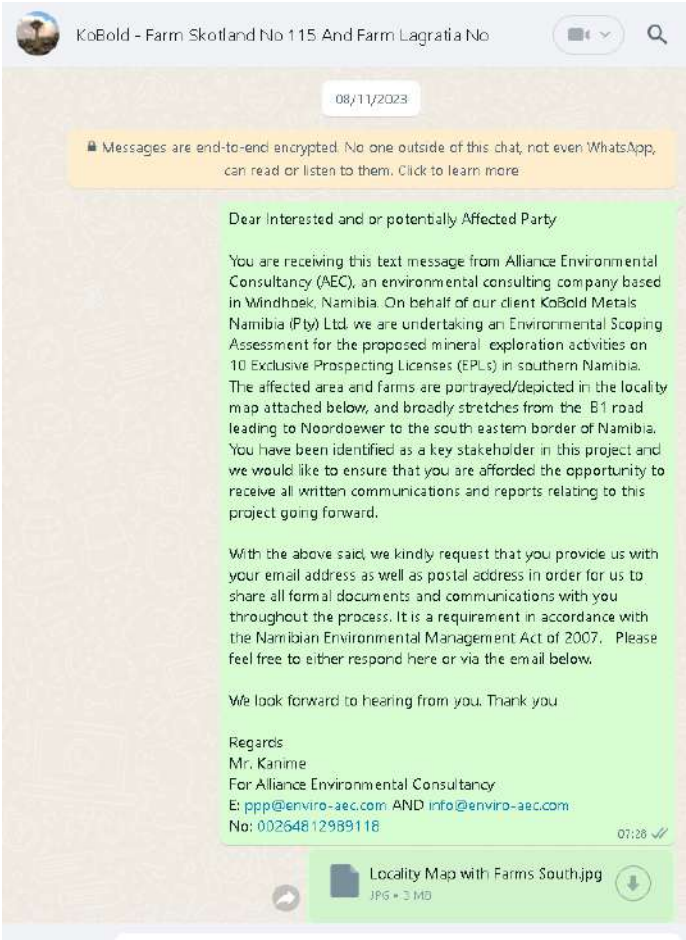 KoBold - Farm Skotland No 115 And Farm Lagratia No
08/11/2023
Messages are end-to-end encrypted. No one outside of this chat, not even WhatsApp,
can read or listen to them. Click to learn more
Dear Interested and or potentially Affected Party
You are receiving this text message from Alliance Environmental
Consultancy (AEC), an environmental consulting company based
in Windhoek, Namibia. On behalf of our client KoBold Metals
Namibia (Pty) Ltd, we are undertaking an Environmental Scoping
Assessment for the proposed mineral exploration activities on
10 Exclusive Prospecting Licenses (EPLs) in southern Namibia.
The affected area and farms are portrayed/depicted in the locality
map attached below, and broadly stretches from the B1 road
leading to Noordoewer to the south eastern border of Namibia.
You have been identified as a key stakeholder in this project and
we would like to ensure that you are afforded the opportunity to
receive all written communications and reports relating to this
project going forward.
With the above said, we kindly request that you provide us with
your email address as well as postal address in order for us to
share all formal documents and communications with you
throughout the process. It is a requirement in accordance with
the Namibian Environmental Management Act of 2007. Please
feel free to either respond here or via the email below.
We look forward to hearing from you. Thank you
Regards
Mr. Kanime
For Alliance Environmental Consultancy
E: ppp@enviro-aec.com AND info@enviro-aec.com
No: 00264812989118
07:28
Locality Map with Farms South.jpg
JPG • 3 MB